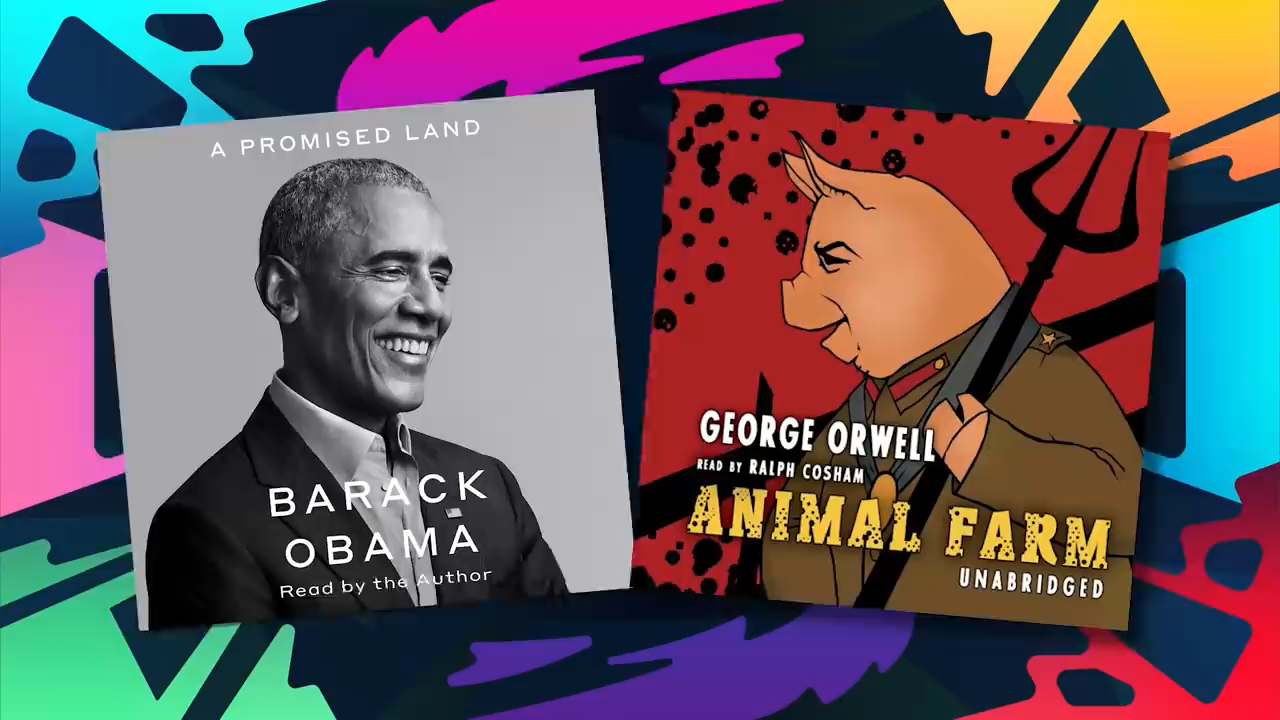 A PROMISED LAND
BARACK
OBAMA
Read by the Author
GEORGE ORWELL
READ BY RALPH COSHAM
ANIMAL FARM
UNABRIDGED